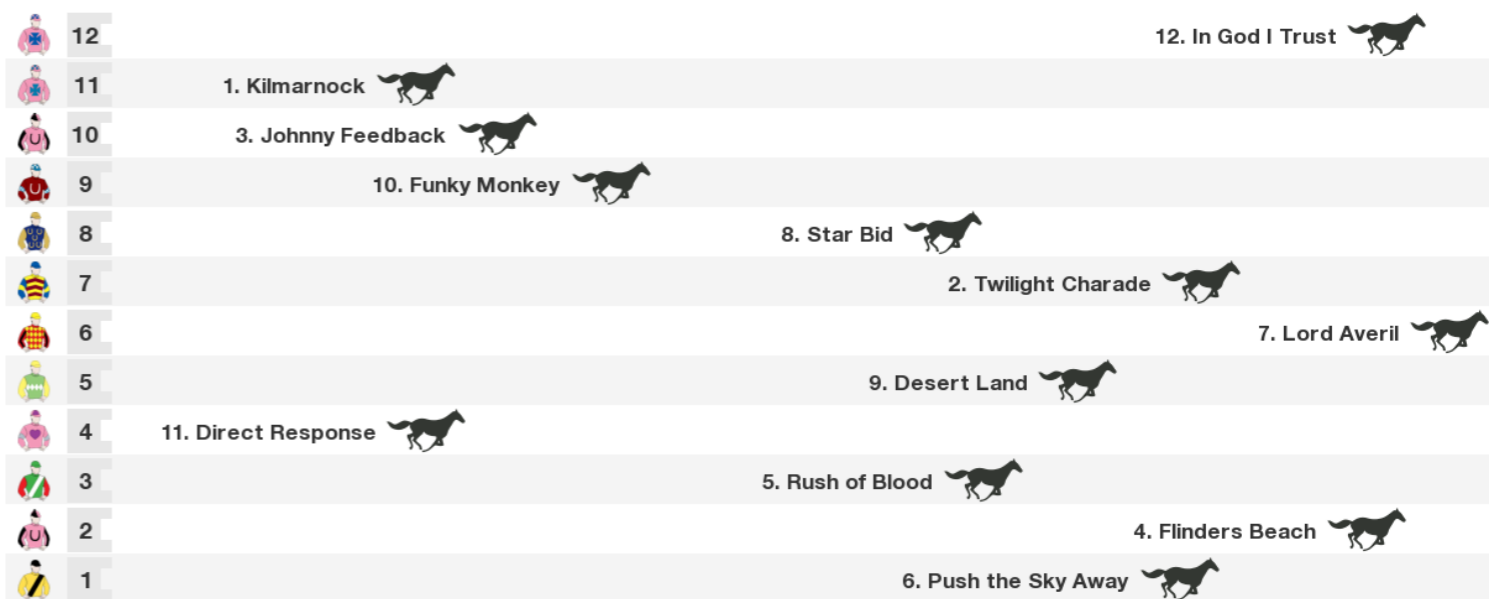 12 12. In God I Trust
11 1. Kilmarnock
10 3. Johnny Feedback
9 10. Funky Monkey
8 8. Star Bid
7 2. Twilight Charade
6 7. Lord Averil
5 9. Desert Land
4 11. Direct Response
3 5. Rush of Blood
2 4. Flinders Beach
1 6. Push the Sky Away